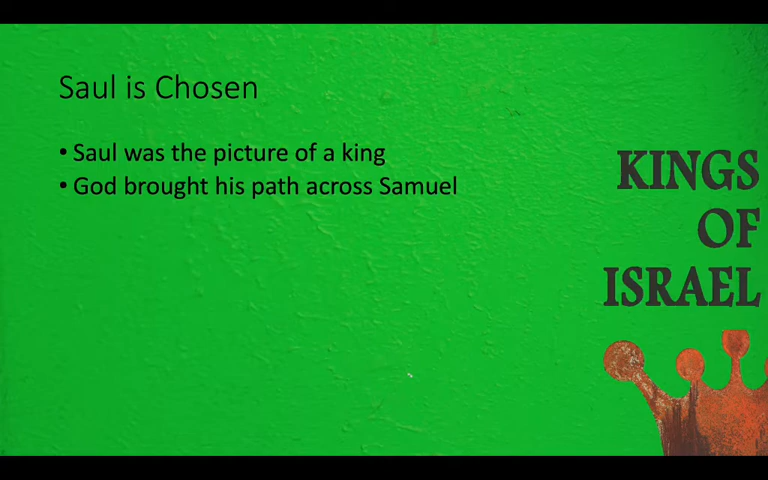 Saul is Chosen
• Saul was the picture of a king
• God brought his path across Samuel
KINGS
OF
ISRAEL